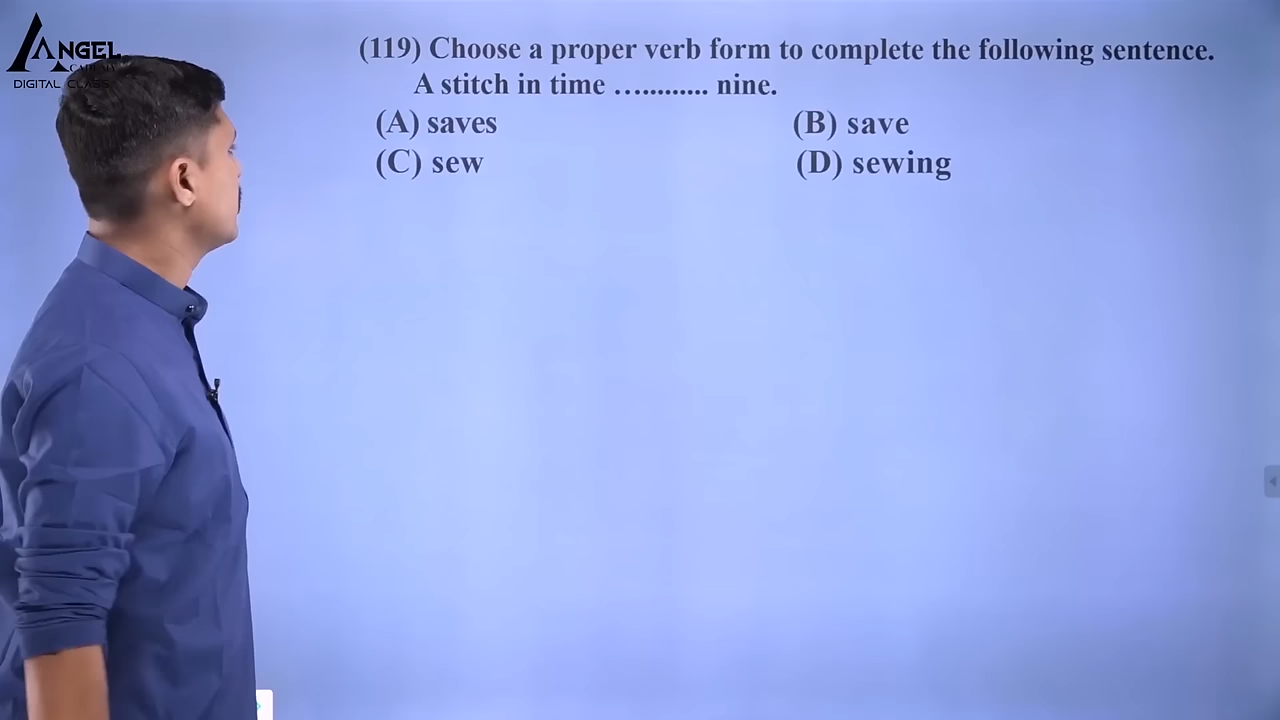 ANGEL
ACADEMY
DIGITAL CLASS
(119) Choose a proper verb form to complete the following sentence.
A stitch in time ….......... nine.
(A) saves
(B) save
(C) sew
(D) sewing